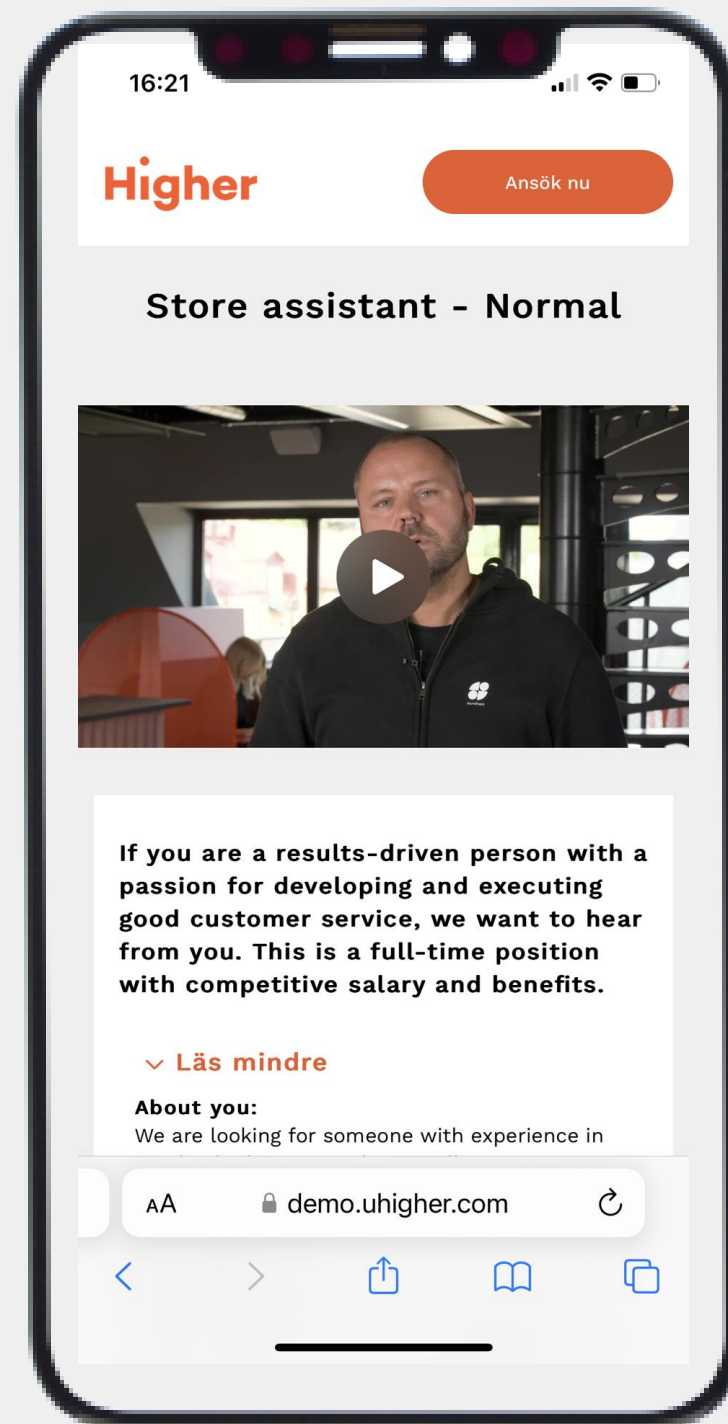 16:21
Higher
Ansök nu
Store assistant - Normal
If you are a results-driven person with a
passion for developing and executing
good customer service, we want to hear
from you. This is a full-time position
with competitive salary and benefits.
Läs mindre
About you:
We are looking for someone with experience in
AA demo.uhigher.com